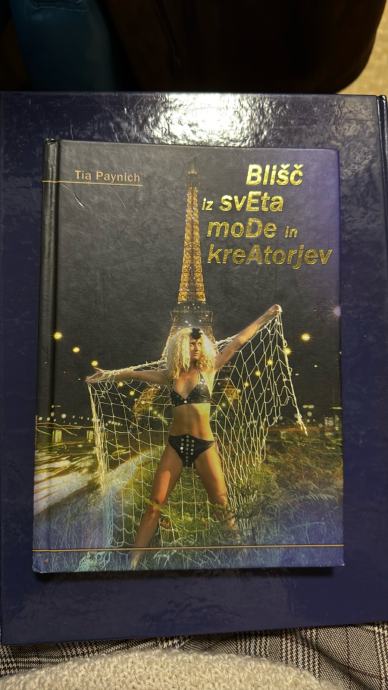 Tia Paynich
Blišč
iz svEta
moDe in
kreAtorjev